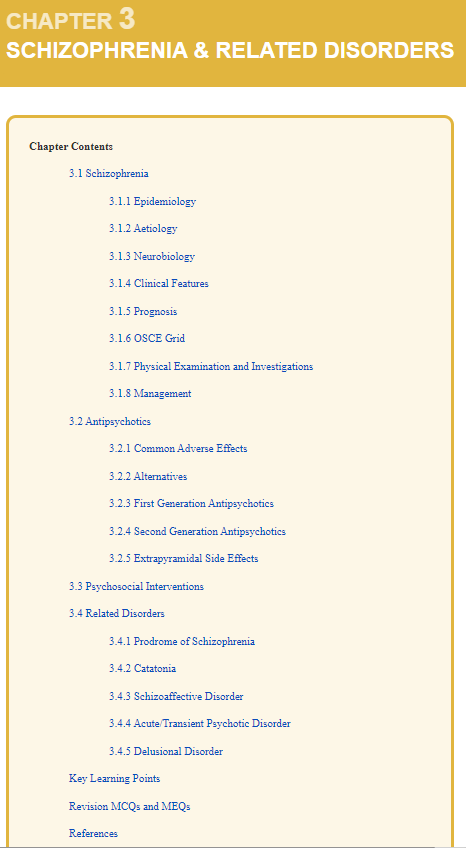 CHAPTER 3
SCHIZOPHRENIA & RELATED DISORDERS
Chapter Contents
3.1 Schizophrenia
3.1.1 Epidemiology
3.1.2 Aetiology
3.1.3 Neurobiology
3.1.4 Clinical Features
3.1.5 Prognosis
3.1.6 OSCE Grid
3.1.7 Physical Examination and Investigations
3.1.8 Management
3.2 Antipsychotics
3.2.1 Common Adverse Effects
3.2.2 Alternatives
3.2.3 First Generation Antipsychotics
3.2.4 Second Generation Antipsychotics
3.2.5 Extrapyramidal Side Effects
3.3 Psychosocial Interventions
3.4 Related Disorders
3.4.1 Prodrome of Schizophrenia
3.4.2 Catatonia
3.4.3 Schizoaffective Disorder
3.4.4 Acute/Transient Psychotic Disorder
3.4.5 Delusional Disorder
Key Learning Points
Revision MCQs and MEQs
References